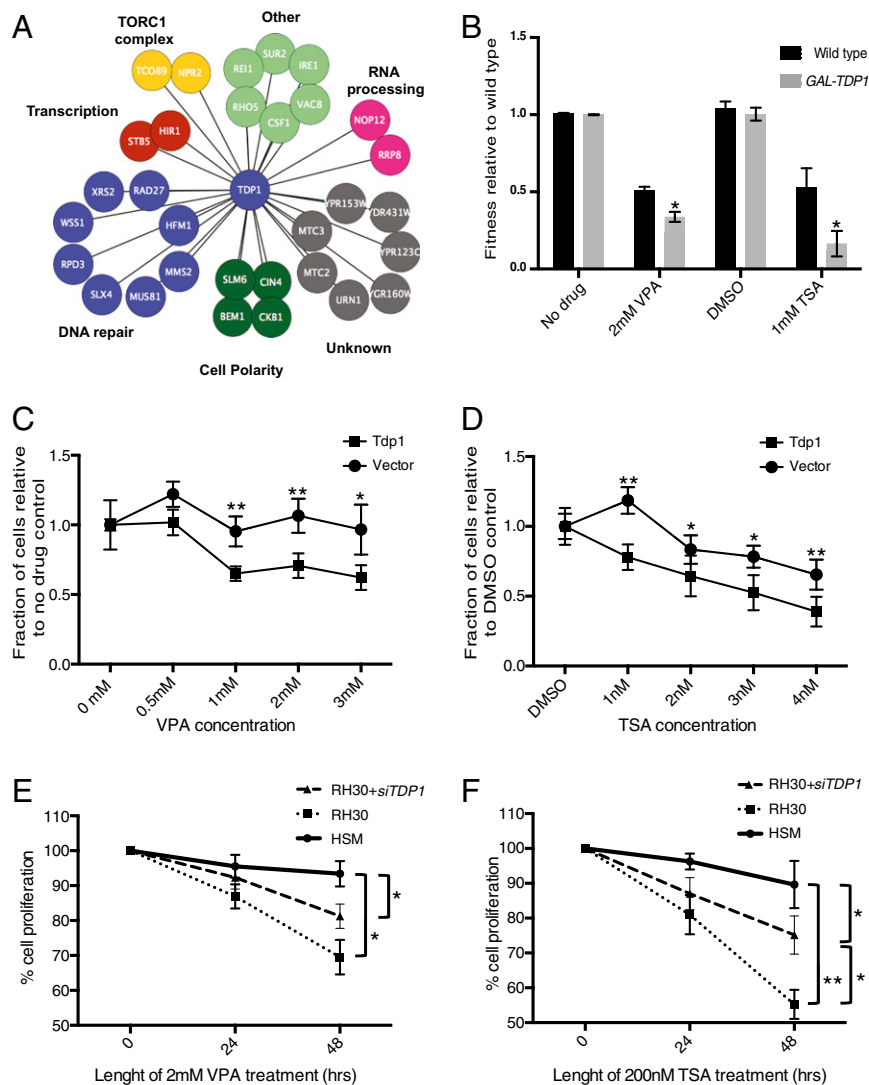 A
TORC1
complex
Other
TCO89
NPR2
SUR2
REI1
IRE1
RHO5
VAC8
CSF1
RNA
processing
NOP12
RRP8
Transcription
HIR1
STB5
TDP1
XRS2
RAD27
WSS1
HFM1
RPD3
MMS2
SLX4
MUS81
DNA repair
YPR153W
YDR431W
MTC3
YPR123C
MTC2
YGR160W
URN1
Unknown
SLM6
CIN4
BEM1
CKB1
Cell Polarity
B
Fitness relative to wild type
1.5
1.0
0.5
0.0
Wild type
GAL-TDP1
*
*
No drug
2mM VPA
DMSO
1mM TSA
C
Fraction of cells relative
to no drug control
1.5
1.0
0.5
0.0
Tdp1
Vector
**
**
*
0 mM
0.5mM
1mM
2mM
3mM
VPA concentration
D
Fraction of cells relative
to DMSO control
1.5
1.0
0.5
0.0
Tdp1
Vector
**
*
*
**
DMSO
1nM
2nM
3nM
4nM
TSA concentration
E
% cell proliferation
110
100
90
80
70
60
50
RH30+siTDP1
RH30
HSM
*
*
0
24
48
Lenght of 2mM VPA treatment (hrs)
F
% cell proliferation
110
100
90
80
70
60
50
RH30+siTDP1
RH30
HSM
*
**
*
0
24
48
Lenght of 200nM TSA treatment (hrs)